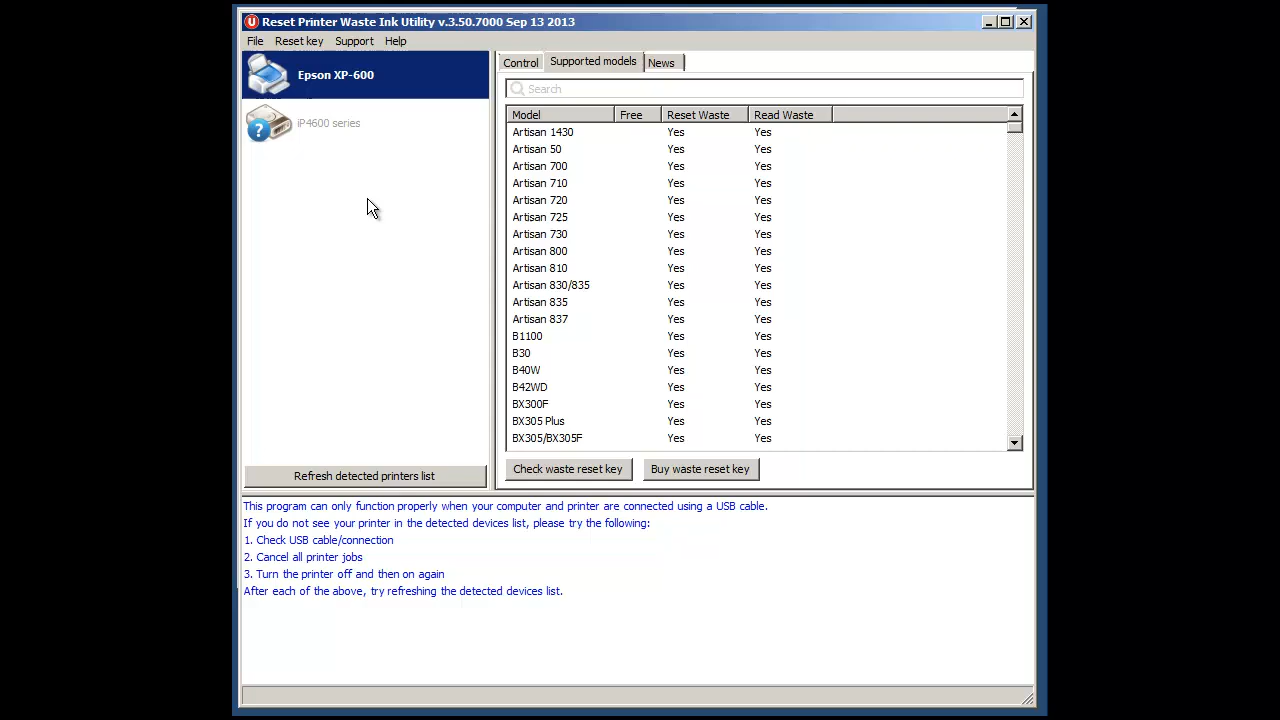 Reset Printer Waste Ink Utility v.3.50.7000 Sep 13 2013
File Reset key Support Help
Epson XP-600
iP4600 series
Refresh detected printers list
Control Supported models News
Search
Model Free Reset Waste Read Waste
Artisan 1430 Yes Yes
Artisan 50 Yes Yes
Artisan 700 Yes Yes
Artisan 710 Yes Yes
Artisan 720 Yes Yes
Artisan 725 Yes Yes
Artisan 730 Yes Yes
Artisan 800 Yes Yes
Artisan 810 Yes Yes
Artisan 830/835 Yes Yes
Artisan 835 Yes Yes
Artisan 837 Yes Yes
B1100 Yes Yes
B30 Yes Yes
B40W Yes Yes
B42WD Yes Yes
BX300F Yes Yes
BX305 Plus Yes Yes
BX305/BX305F Yes Yes
Check waste reset key Buy waste reset key
This program can only function properly when your computer and printer are connected using a USB cable.
If you do not see your printer in the detected devices list, please try the following:
1. Check USB cable/connection
2. Cancel all printer jobs
3. Turn the printer off and then on again
After each of the above, try refreshing the detected devices list.